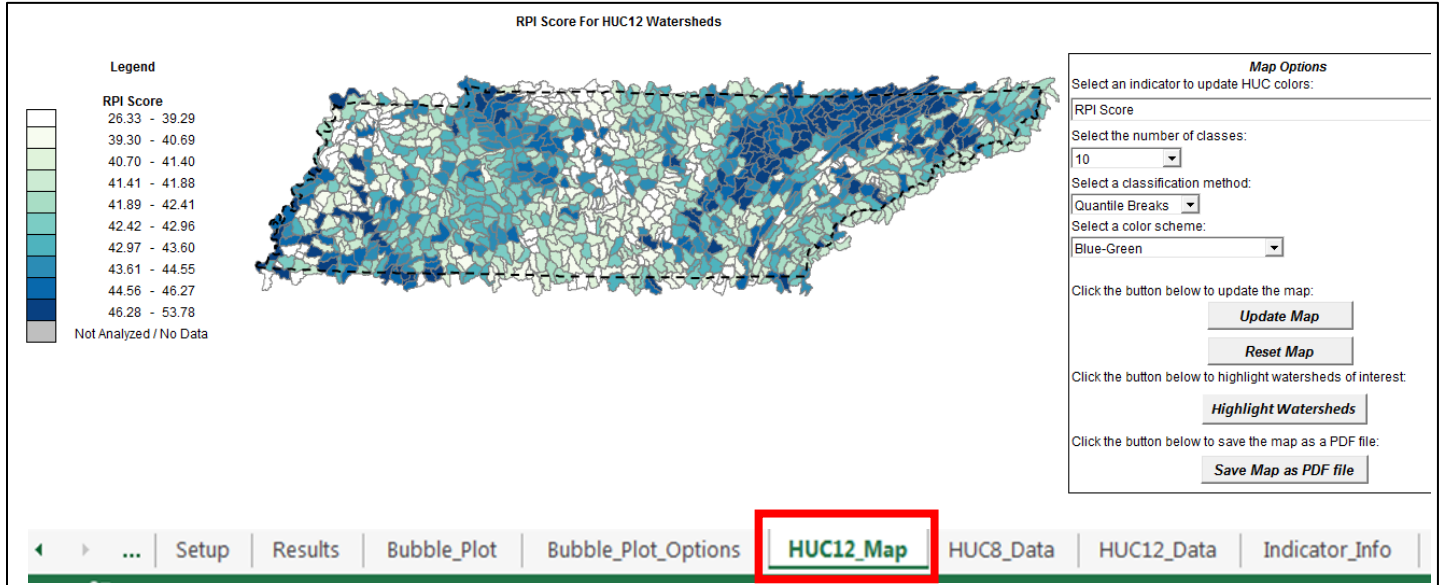 RPI Score For HUC12 Watersheds
Legend
RPI Score
26.33 - 39.29
39.30 - 40.69
40.70 - 41.40
41.41 - 41.88
41.89 - 42.41
42.42 - 42.96
42.97 - 43.60
43.61 - 44.55
44.56 - 46.27
46.28 - 53.78
Not Analyzed / No Data
Map Options
Select an indicator to update HUC colors:
RPI Score
Select the number of classes:
10
Select a classification method:
Quantile Breaks
Select a color scheme:
Blue-Green
Click the button below to update the map:
Update Map
Reset Map
Click the button below to highlight watersheds of interest:
Highlight Watersheds
Click the button below to save the map as a PDF file:
Save Map as PDF file
... Setup Results Bubble_Plot Bubble_Plot_Options HUC12_Map HUC8_Data HUC12_Data Indicator_Info